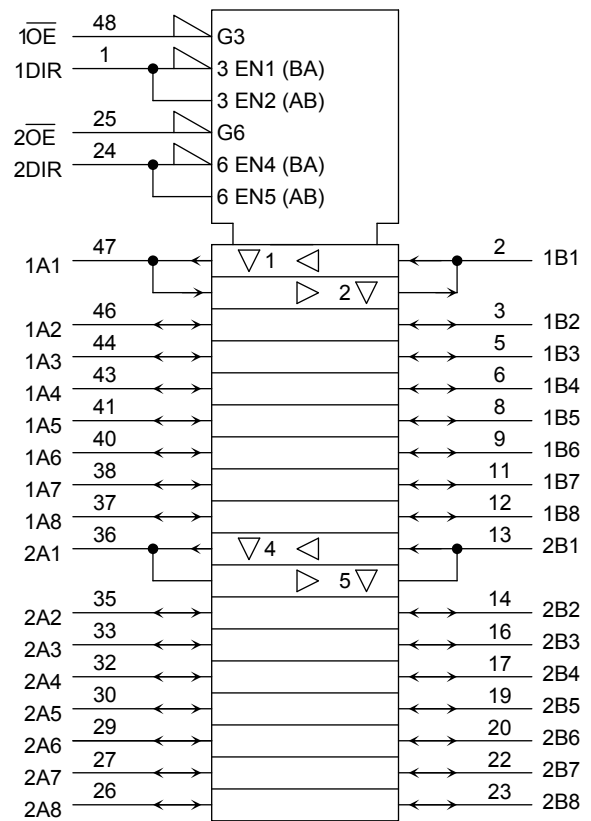 1OE 48 G3
1DIR 1 3 EN1 (BA)
3 EN2 (AB)
2OE 25 G6
2DIR 24 6 EN4 (BA)
6 EN5 (AB)
1A1 47 1 2 1B1
2
1A2 46 3 1B2
1A3 44 5 1B3
1A4 43 6 1B4
1A5 41 8 1B5
1A6 40 9 1B6
1A7 38 11 1B7
1A8 37 12 1B8
2A1 36 4 13 2B1
5
2A2 35 14 2B2
2A3 33 16 2B3
2A4 32 17 2B4
2A5 30 19 2B5
2A6 29 20 2B6
2A7 27 22 2B7
2A8 26 23 2B8